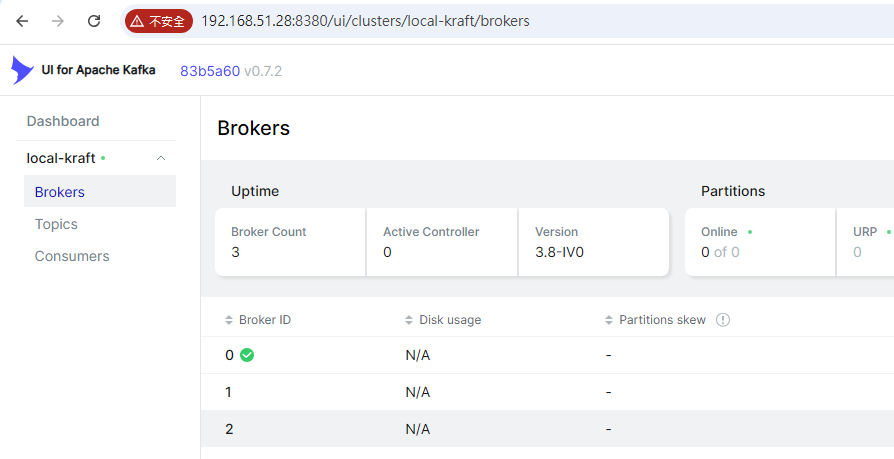 不安全 192.168.51.28:8380/ui/clusters/local-kraft/brokers
UI for Apache Kafka 83b5a60 v0.7.2
Dashboard
local-kraft
Brokers
Topics
Consumers
Brokers
Uptime
Broker Count
3
Active Controller
0
Version
3.8-IV0
Partitions
Online
0 of 0
URP
0
Broker ID Disk usage Partitions skew
0 N/A -
1 N/A -
2 N/A -